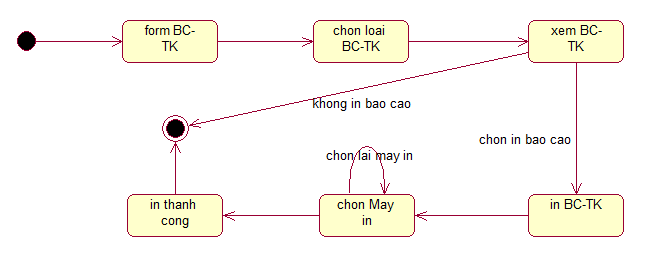 form BC-
TK
chon loai
BC-TK
xem BC-
TK
khong in bao cao
chon in bao cao
chon lai may in
in thanh
cong
chon May
in
in BC-TK